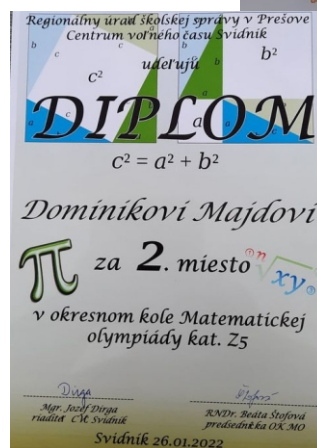 Regionálny úrad školskej správy v Prešove
Centrum voľného času Svidník
udeľujú
b
c
c²
b²
DIPLOM
a
c² = a² + b²
Dominikovi Majdovi
π za 2. miesto ⁿ√xy
v okresnom kole Matematickej
olympiády kat. Z5
Dirga
Mgr. Jozef Dirga
riaditeľ CVČ Svidník
RNDr. Beáta Štofová
predsedníčka OK MO
Svidník 26.01.2022